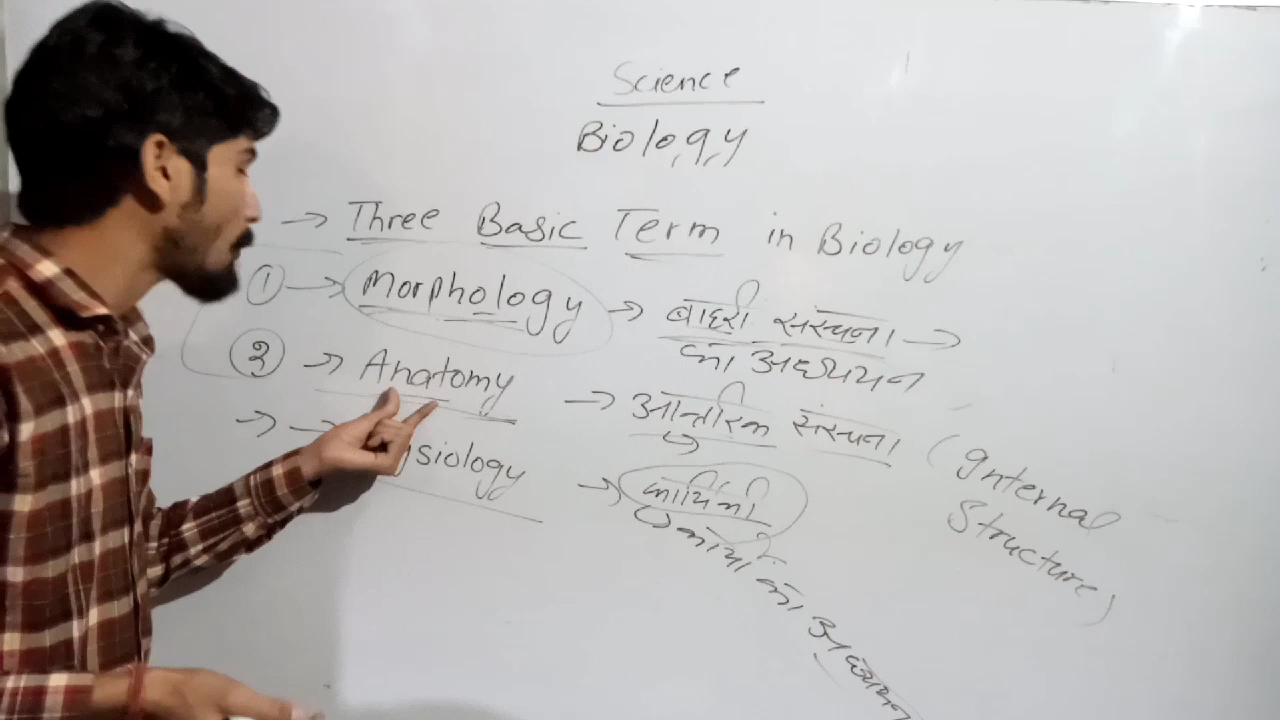 Science
Biology
→ Three Basic Term in Biology
① → Morphology → बाहरी संरचना →
का अध्ययन
② → Anatomy → आन्तरिक संरचना (Internal Structure)
→ → ysiology → कायिकी
कार्यों का अध्ययन